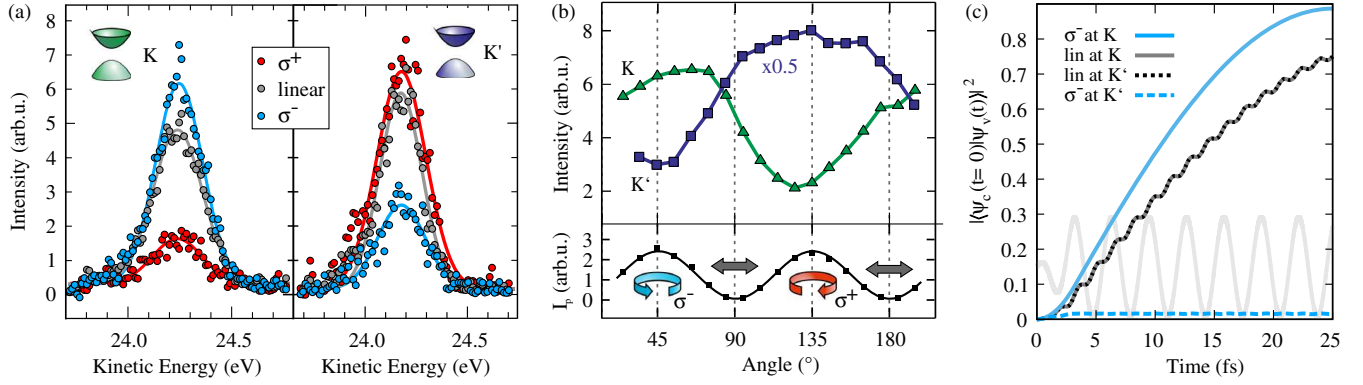 (a)
Intensity (arb.u.)
8
7
6
5
4
3
2
1
0
K
K'
σ⁺
linear
σ⁻
24.0
24.5
24.0
24.5
Kinetic Energy (eV)
Kinetic Energy (eV)
(b)
Intensity (arb.u.)
8
6
4
2
K
x0.5
K‘
Iₚ (arb.u.)
3
2
1
0
σ⁻
σ⁺
45
90
135
180
Angle (°)
(c)
|⟨ψc(t= 0)|ψv(t)⟩|²
0.9
0.8
0.7
0.6
0.5
0.4
0.3
0.2
0.1
0
σ⁻ at K
lin at K
lin at K‘
σ⁻ at K‘
0
5
10
15
20
25
Time (fs)